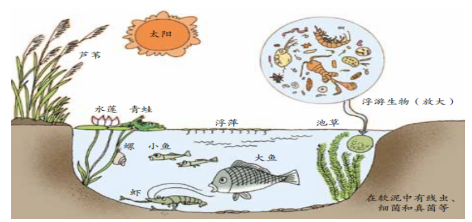 太阳
芦苇
浮游生物（放大）
水莲
青蛙
浮萍
池草
螺
小鱼
大鱼
虾
在软泥中有线虫、
细菌和真菌等